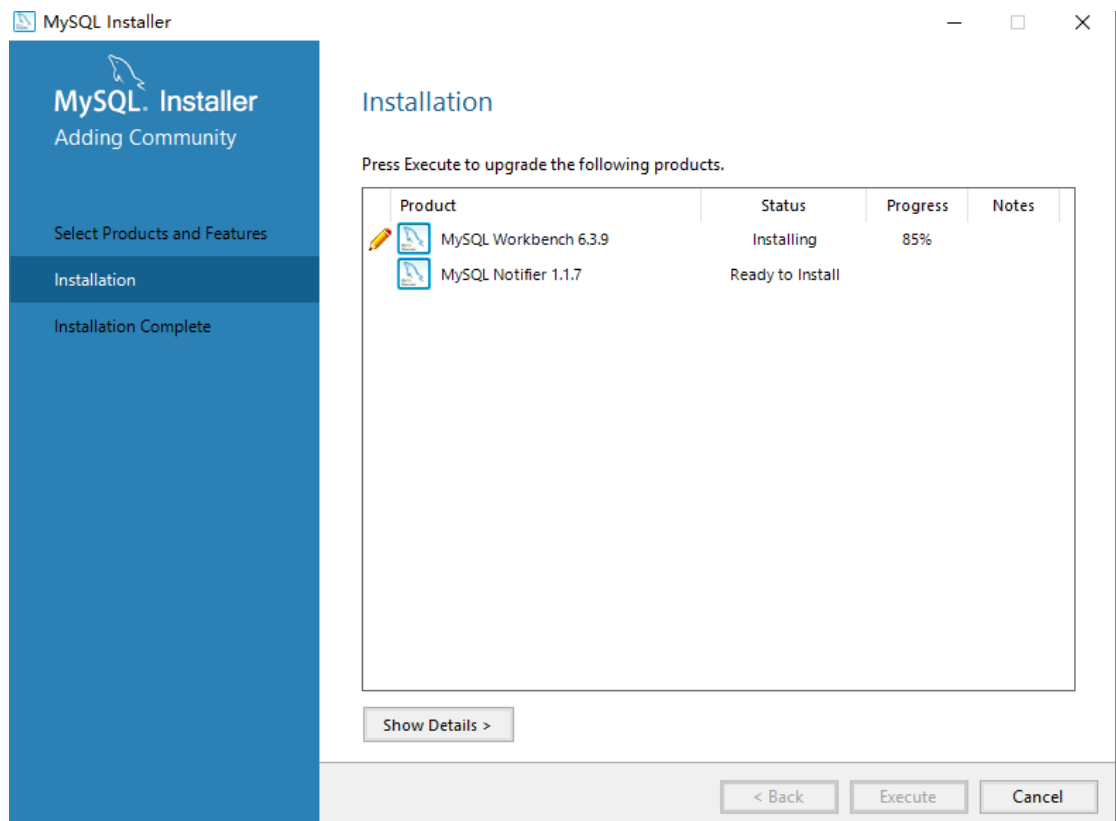 MySQL Installer
MySQL. Installer
Adding Community
Select Products and Features
Installation
Installation Complete
Installation
Press Execute to upgrade the following products.
Product Status Progress Notes
MySQL Workbench 6.3.9 Installing 85%
MySQL Notifier 1.1.7 Ready to Install
Show Details >
< Back Execute Cancel